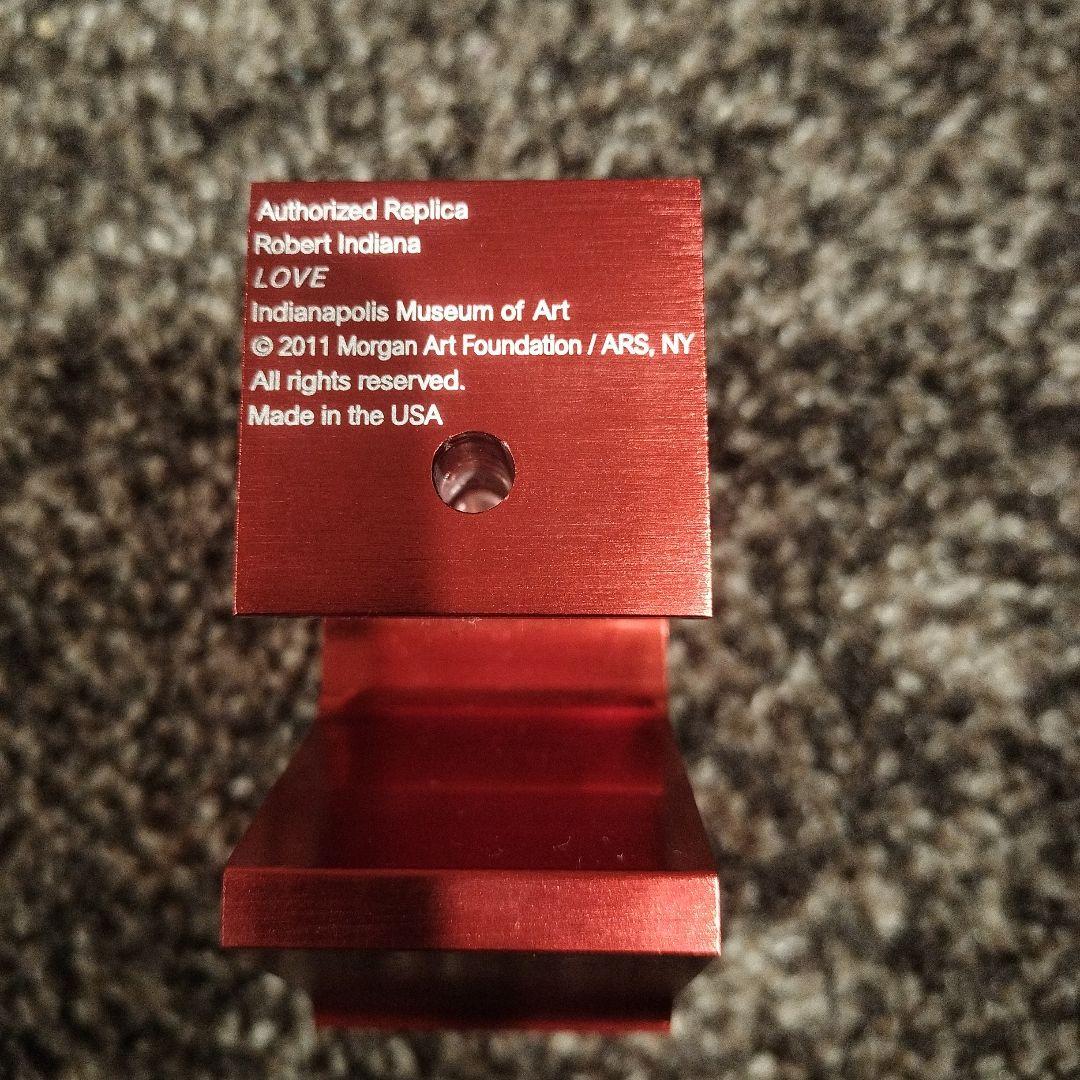 Authorized Replica
Robert Indiana
LOVE
Indianapolis Museum of Art
© 2011 Morgan Art Foundation / ARS, NY
All rights reserved.
Made in the USA